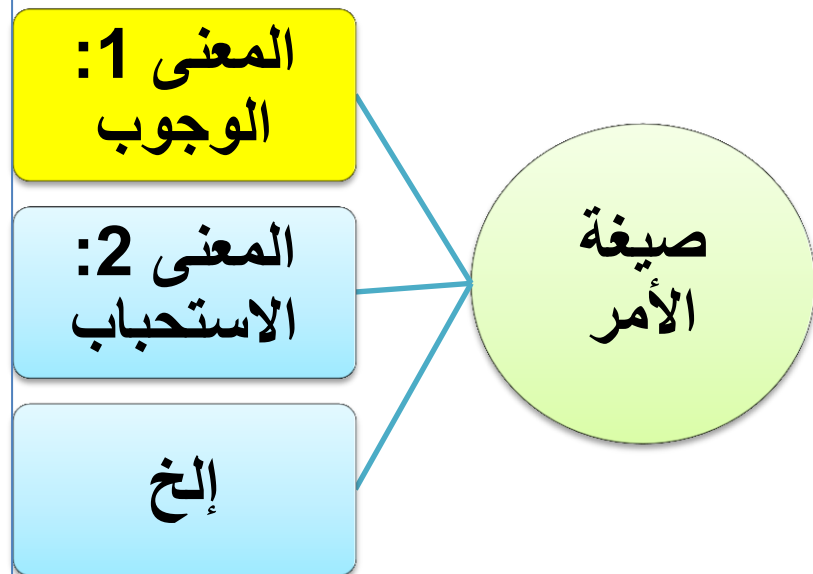 صيغة
الأمر
المعنى 1:
الوجوب
المعنى 2:
الاستحباب
إلخ